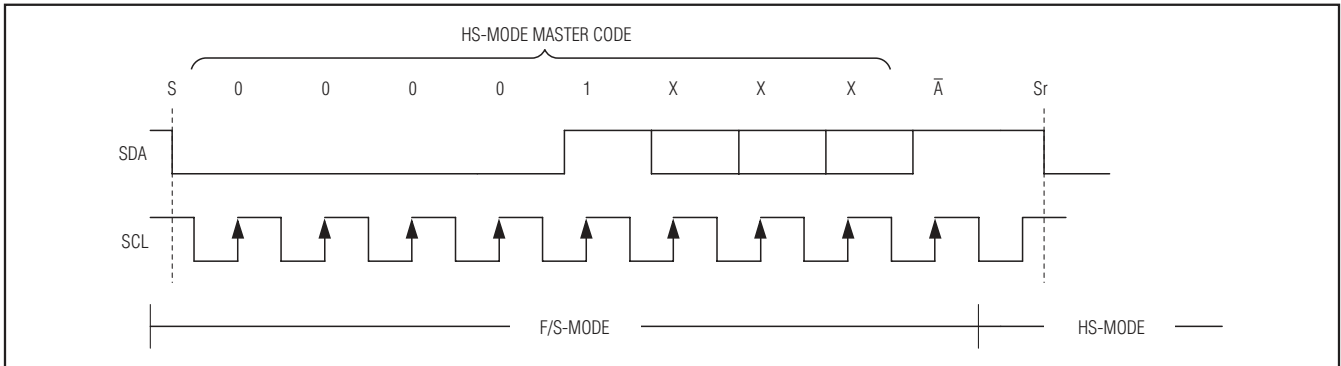 HS-MODE MASTER CODE
S 0 0 0 0 1 X X X A̅ Sr
SDA
SCL
F/S-MODE HS-MODE